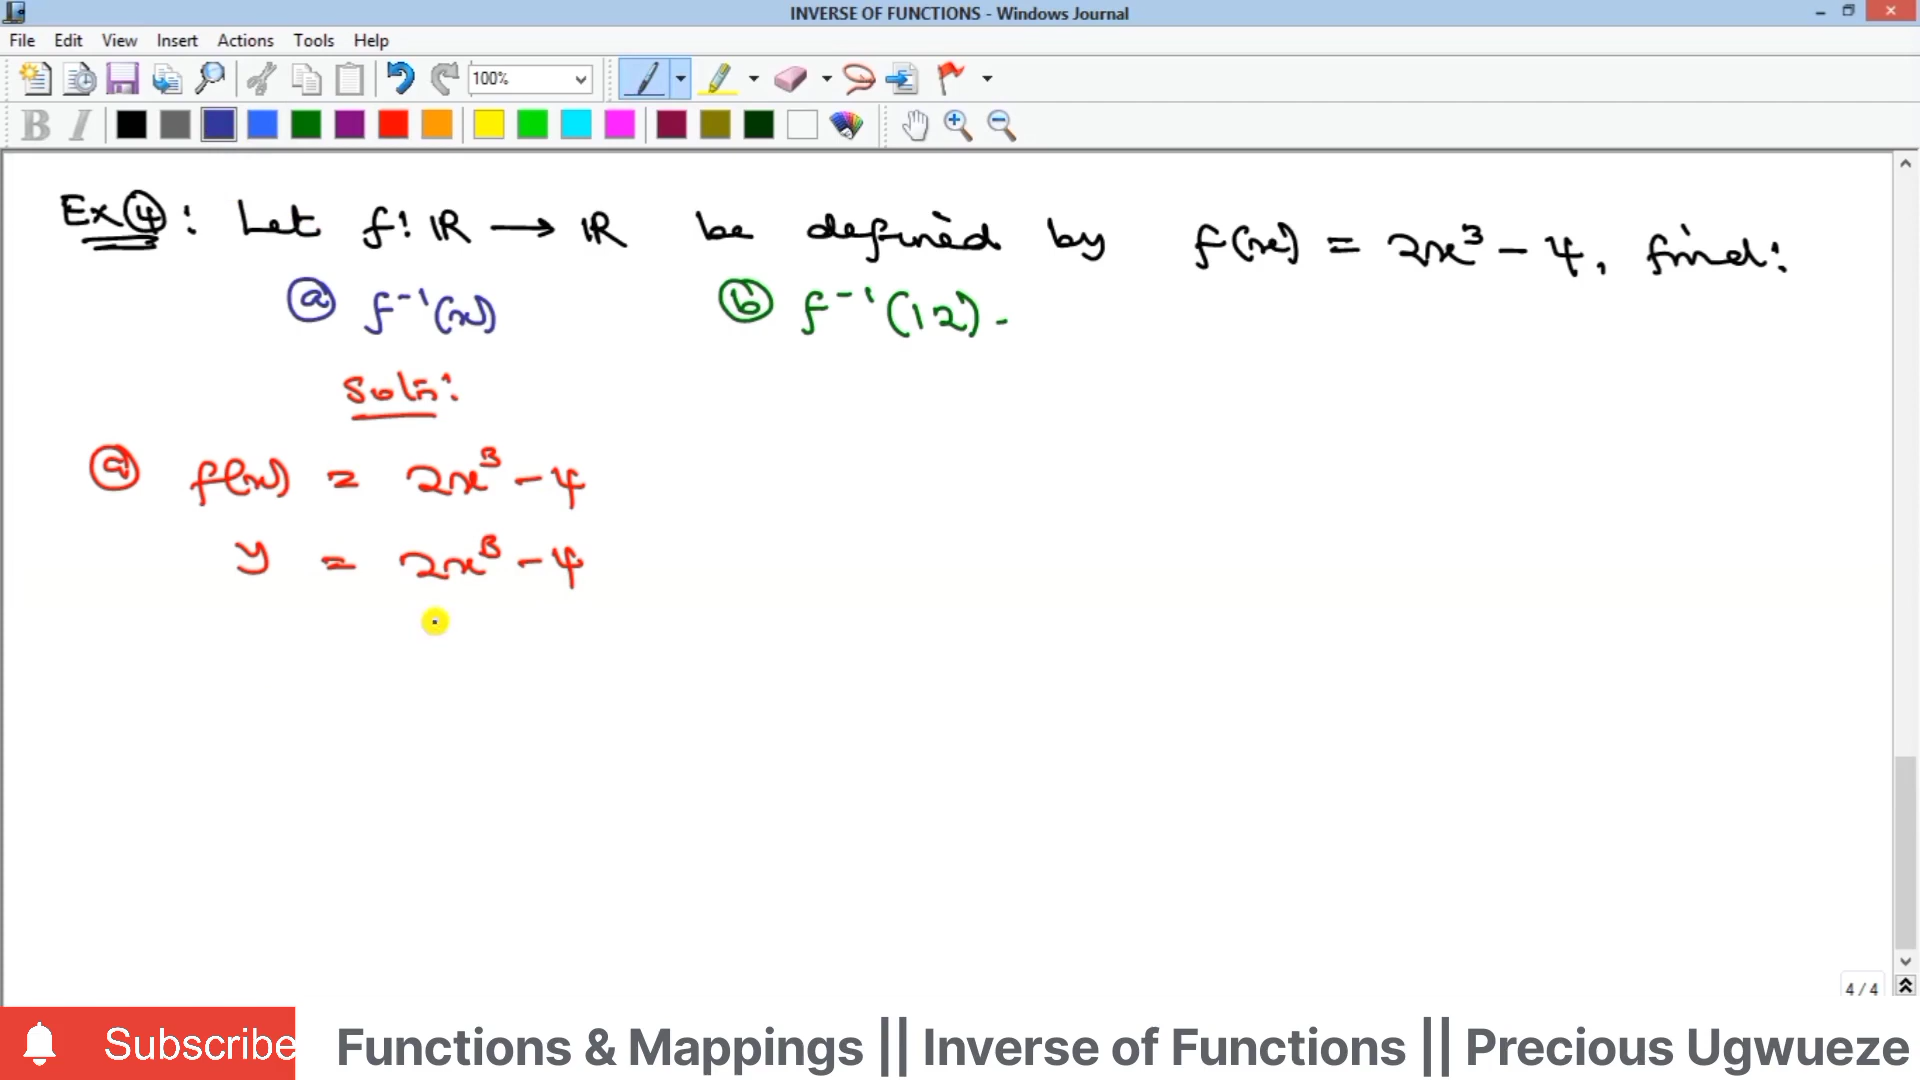 INVERSE OF FUNCTIONS - Windows Journal
File Edit View Insert Actions Tools Help
100%
B I
Ex④: Let f: ℝ → ℝ be defined by f(x) = 2x³ - 4, find:
ⓐ f⁻¹(x) ⓑ f⁻¹(12).
Soln:
ⓐ f(x) = 2x³ - 4
y = 2x³ - 4
4 / 4
Subscribe Functions & Mappings || Inverse of Functions || Precious Ugwueze